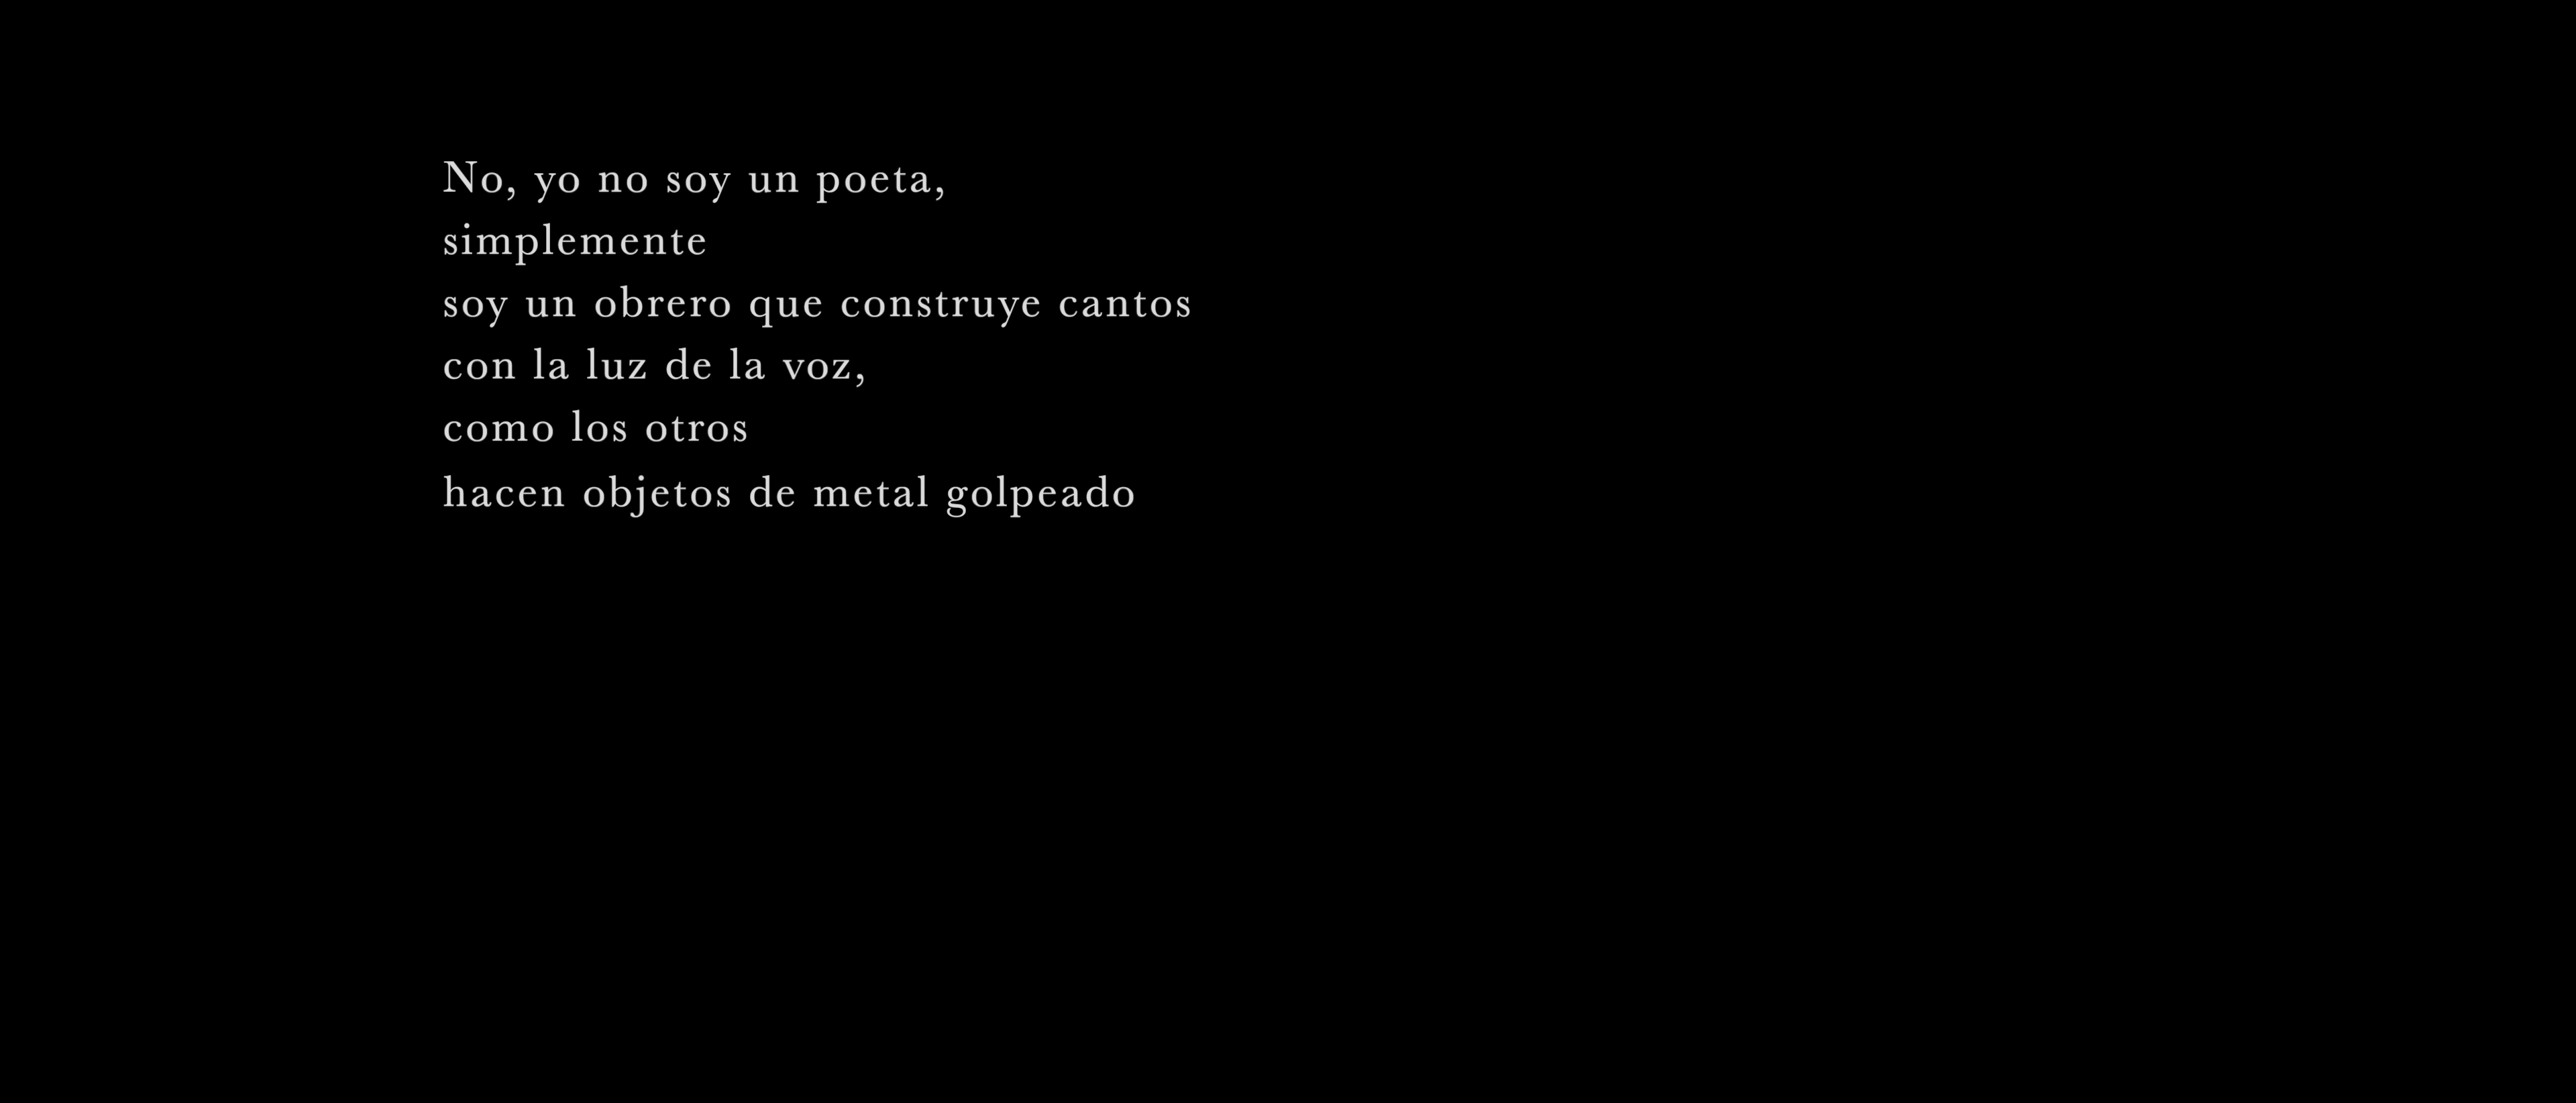 No, yo no soy un poeta,
simplemente
soy un obrero que construye cantos
con la luz de la voz,
como los otros
hacen objetos de metal golpeado